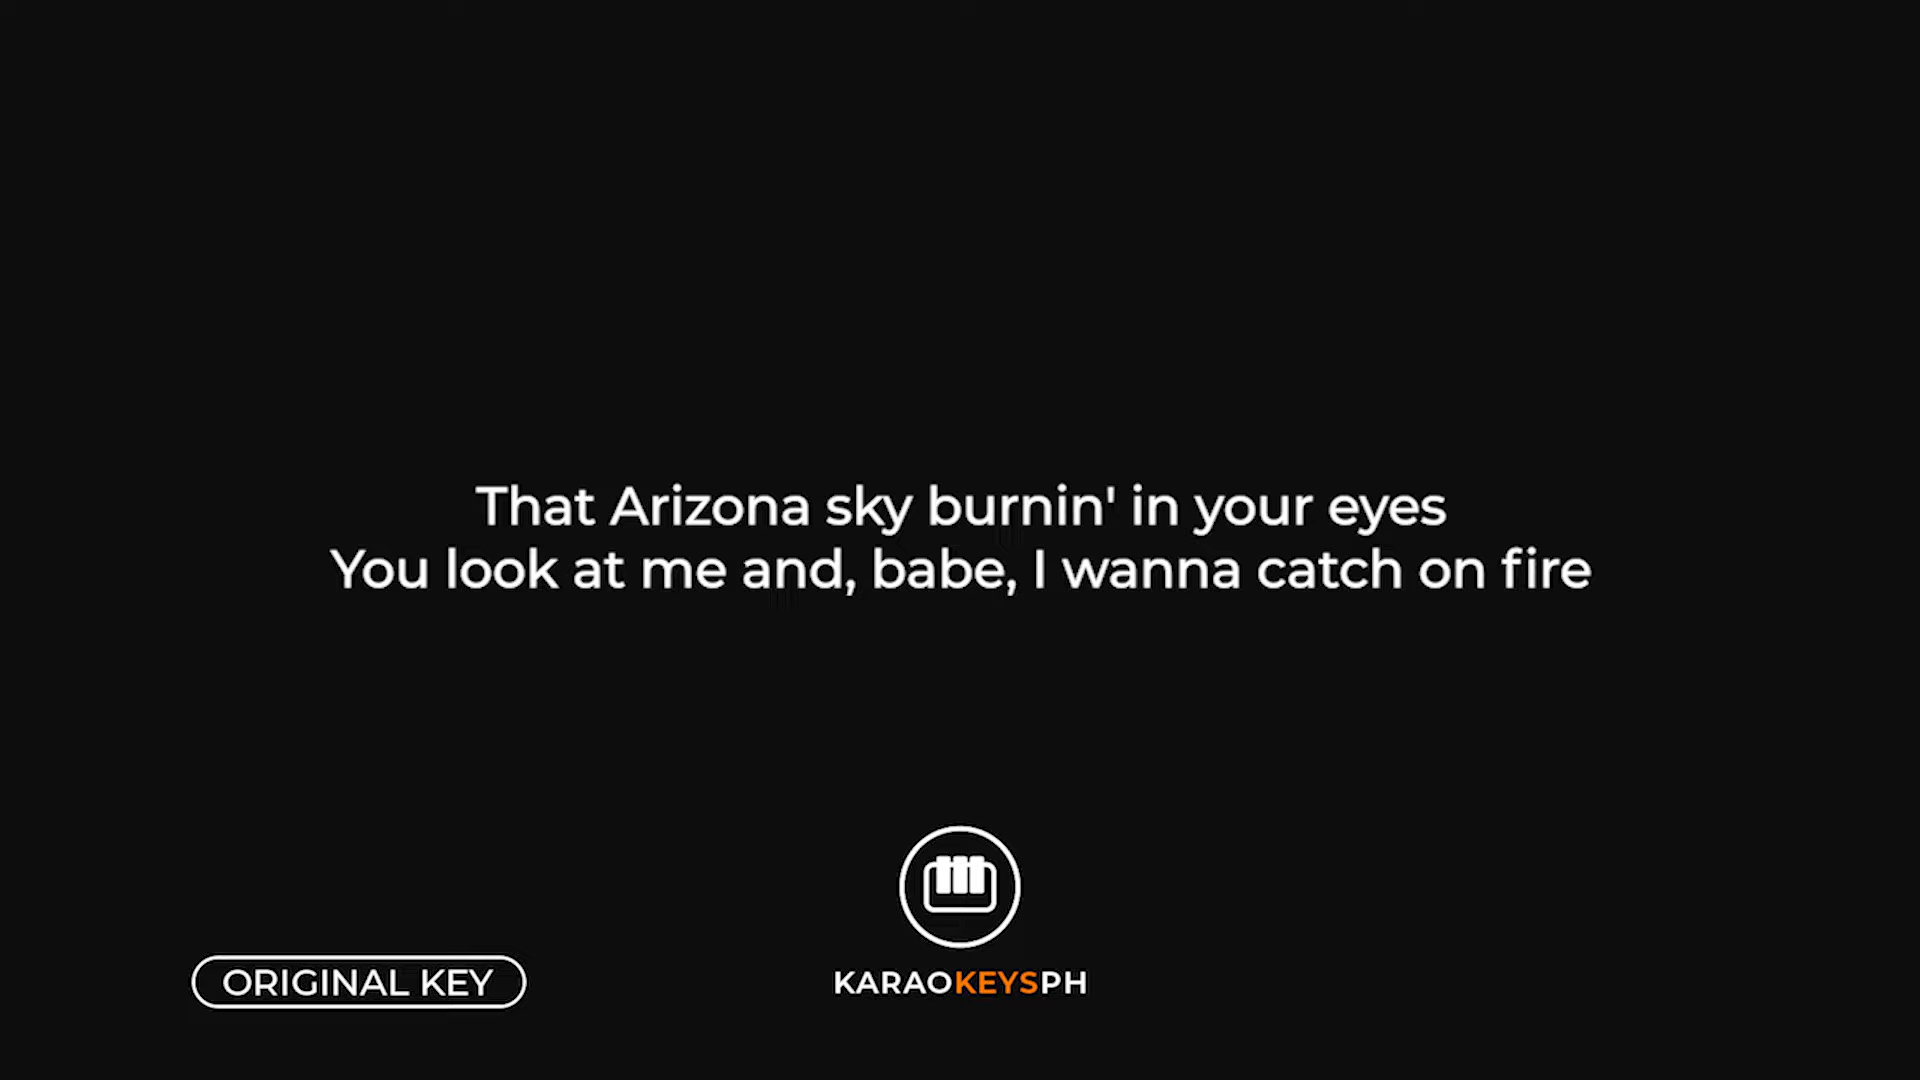 That Arizona sky burnin' in your eyes
You look at me and, babe, I wanna catch on fire
ORIGINAL KEY
KARAOKEYSPH